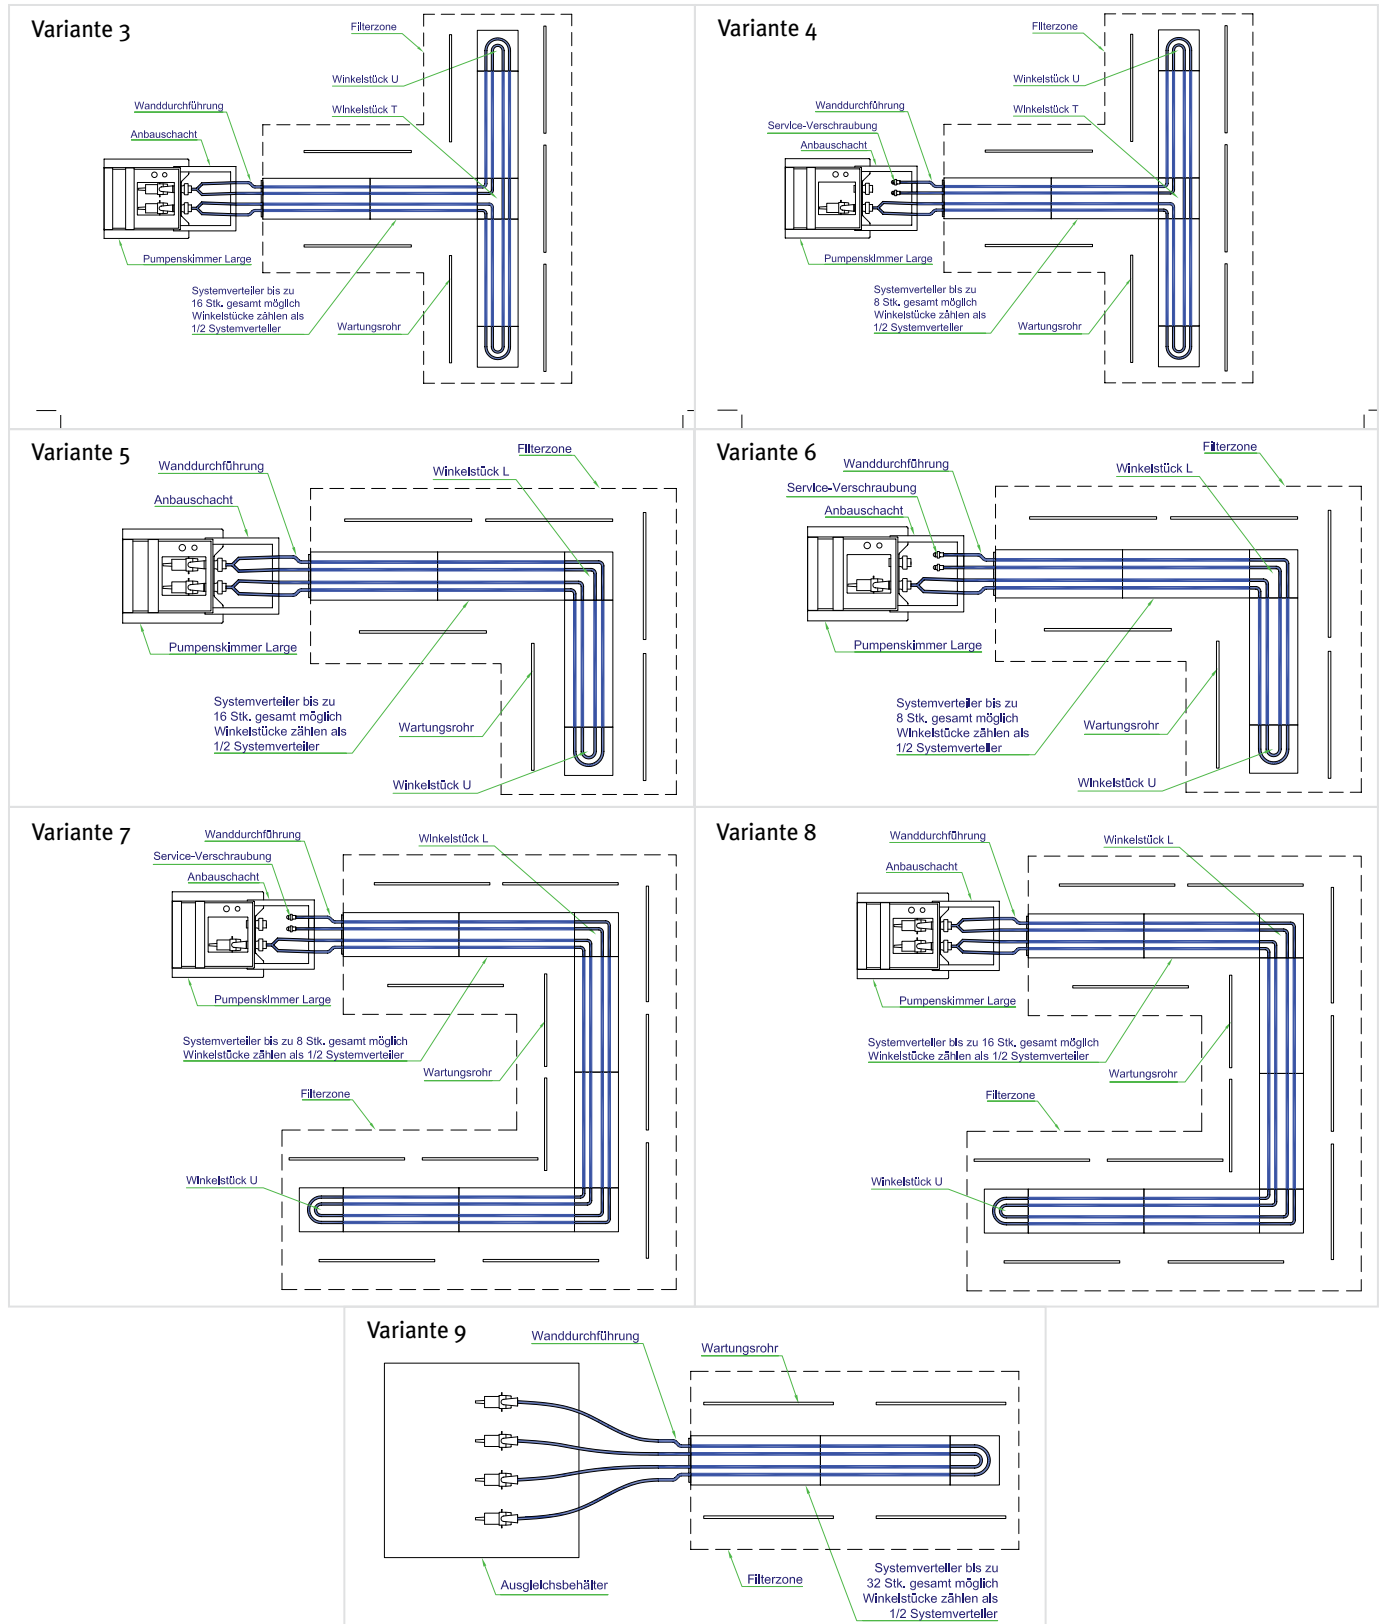 Variante 3
Filterzone
Winkelstück U
Wanddurchführung
Winkelstück T
Anbauschacht
Pumpenskimmer Large
Systemverteiler bis zu
16 Stk. gesamt möglich
Winkelstücke zählen als
1/2 Systemverteiler
Wartungsrohr
Variante 4
Filterzone
Winkelstück U
Wanddurchführung
Winkelstück T
Service-Verschraubung
Anbauschacht
Pumpenskimmer Large
Systemverteiler bis zu
8 Stk. gesamt möglich
Winkelstücke zählen als
1/2 Systemverteiler
Wartungsrohr
Variante 5
Filterzone
Wanddurchführung
Winkelstück L
Anbauschacht
Pumpenskimmer Large
Systemverteiler bis zu
16 Stk. gesamt möglich
Winkelstücke zählen als
1/2 Systemverteiler
Wartungsrohr
Winkelstück U
Variante 6
Filterzone
Wanddurchführung
Winkelstück L
Service-Verschraubung
Anbauschacht
Pumpenskimmer Large
Systemverteiler bis zu
8 Stk. gesamt möglich
Winkelstücke zählen als
1/2 Systemverteiler
Wartungsrohr
Winkelstück U
Variante 7
Wanddurchführung
Winkelstück L
Service-Verschraubung
Anbauschacht
Pumpenskimmer Large
Systemverteiler bis zu 8 Stk. gesamt möglich
Winkelstücke zählen als 1/2 Systemverteiler
Wartungsrohr
Filterzone
Winkelstück U
Variante 8
Wanddurchführung
Winkelstück L
Anbauschacht
Pumpenskimmer Large
Systemverteiler bis zu 16 Stk. gesamt möglich
Winkelstücke zählen als 1/2 Systemverteiler
Wartungsrohr
Filterzone
Winkelstück U
Variante 9
Wanddurchführung
Wartungsrohr
Ausgleichsbehälter
Filterzone
Systemverteiler bis zu
32 Stk. gesamt möglich
Winkelstücke zählen als
1/2 Systemverteiler